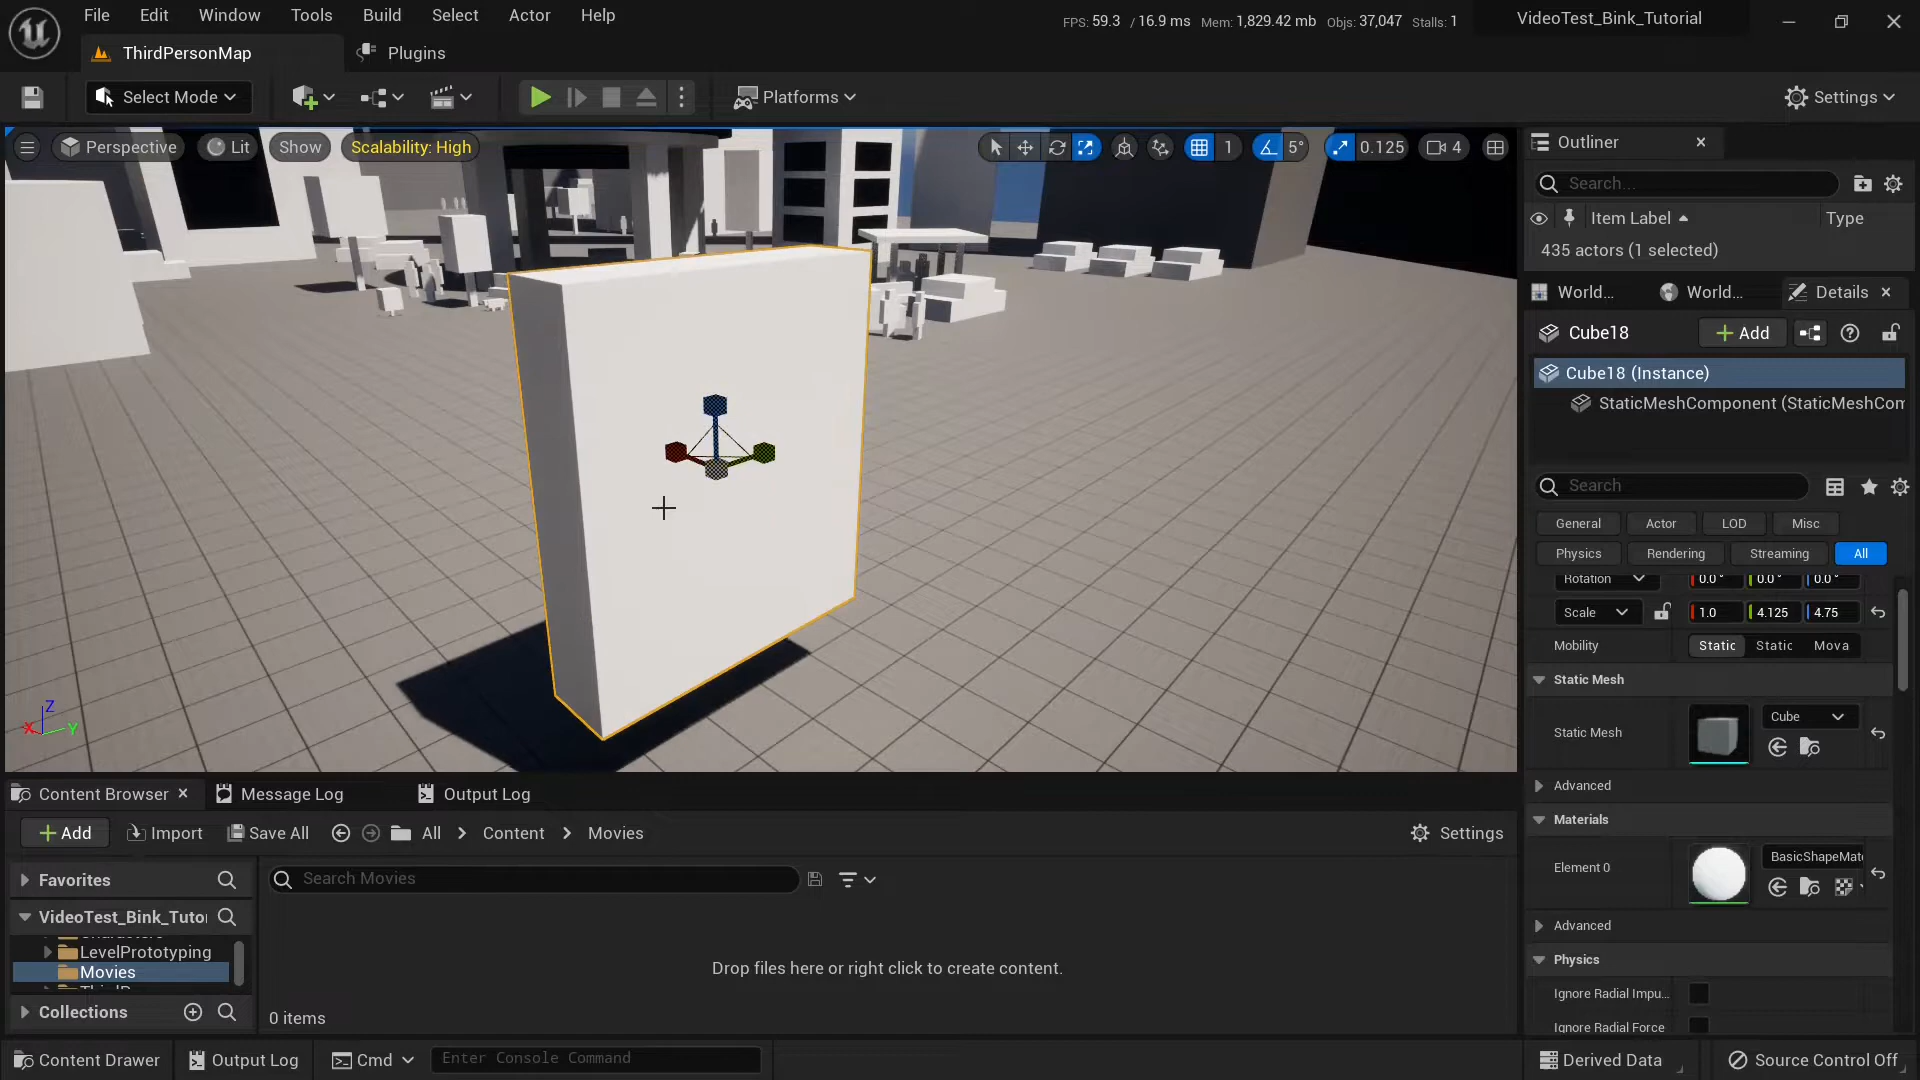 File Edit Window Tools Build Select Actor Help
FPS: 59.3 / 16.9 ms Mem: 1,829.42 mb Objs: 37,047 Stalls: 1
VideoTest_Bink_Tutorial
ThirdPersonMap
Plugins
Select Mode
Platforms
Settings
Perspective
Lit
Show
Scalability: High
1
5°
0.125
4
Outliner
Search...
Item Label
Type
435 actors (1 selected)
World...
World...
Details
Cube18
Add
Cube18 (Instance)
StaticMeshComponent (StaticMeshCom
Search
General
Actor
LOD
Misc
Physics
Rendering
Streaming
All
Rotation
0.0°
0.0°
0.0°
Scale
1.0
4.125
4.75
Mobility
Static
Static
Mova
Static Mesh
Static Mesh
Cube
Advanced
Materials
Element 0
BasicShapeMat
Advanced
Physics
Ignore Radial Impu...
Ignore Radial Force
Z
X
Y
Content Browser
Message Log
Output Log
Add
Import
Save All
All
Content
Movies
Settings
Favorites
Search Movies
VideoTest_Bink_Tuto
LevelPrototyping
Movies
Drop files here or right click to create content.
Collections
0 items
Content Drawer
Output Log
Cmd
Enter Console Command
Derived Data
Source Control Off